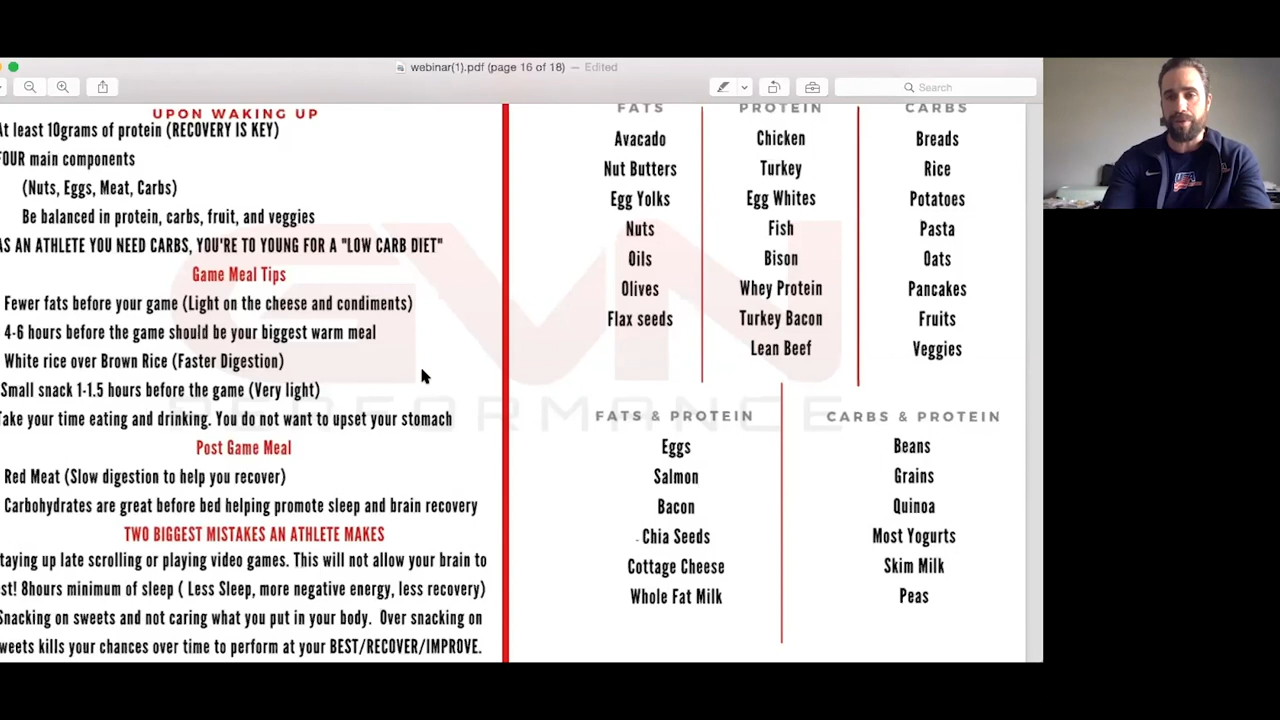 webinar(1).pdf (page 16 of 18) — Edited
Search
UPON WAKING UP
At least 10grams of protein (RECOVERY IS KEY)
FOUR main components
(Nuts, Eggs, Meat, Carbs)
Be balanced in protein, carbs, fruit, and veggies
AS AN ATHLETE YOU NEED CARBS, YOU'RE TO YOUNG FOR A "LOW CARB DIET"
Game Meal Tips
Fewer fats before your game (Light on the cheese and condiments)
4-6 hours before the game should be your biggest warm meal
White rice over Brown Rice (Faster Digestion)
Small snack 1-1.5 hours before the game (Very light)
Take your time eating and drinking. You do not want to upset your stomach
Post Game Meal
Red Meat (Slow digestion to help you recover)
Carbohydrates are great before bed helping promote sleep and brain recovery
TWO BIGGEST MISTAKES AN ATHLETE MAKES
taying up late scrolling or playing video games. This will not allow your brain to
st! 8hours minimum of sleep ( Less Sleep, more negative energy, less recovery)
Snacking on sweets and not caring what you put in your body. Over snacking on
weets kills your chances over time to perform at your BEST/RECOVER/IMPROVE.
FATS
Avacado
Nut Butters
Egg Yolks
Nuts
Oils
Olives
Flax seeds
PROTEIN
Chicken
Turkey
Egg Whites
Fish
Bison
Whey Protein
Turkey Bacon
Lean Beef
CARBS
Breads
Rice
Potatoes
Pasta
Oats
Pancakes
Fruits
Veggies
FATS & PROTEIN
Eggs
Salmon
Bacon
Chia Seeds
Cottage Cheese
Whole Fat Milk
CARBS & PROTEIN
Beans
Grains
Quinoa
Most Yogurts
Skim Milk
Peas
GVN
PERFORMANCE
USA